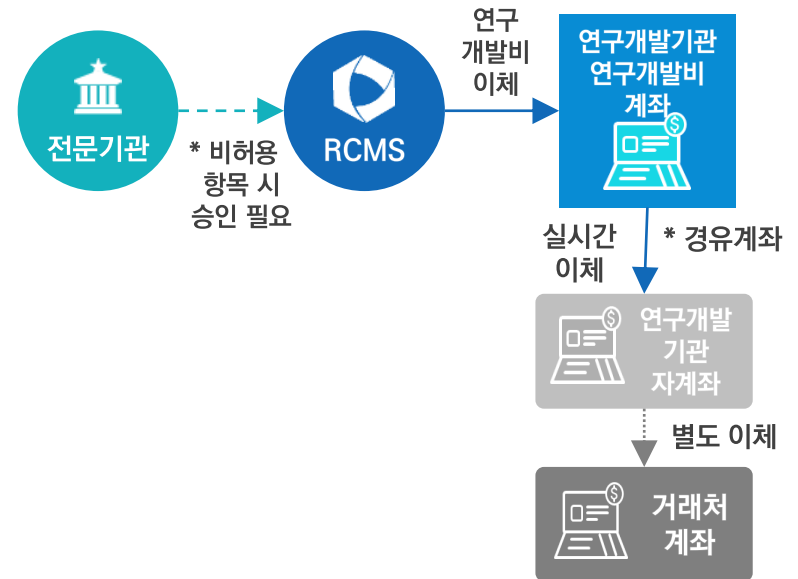 전문기관
* 비허용
항목 시
승인 필요
RCMS
연구
개발비
이체
연구개발기관
연구개발비
계좌
실시간
이체
* 경유계좌
연구개발
기관
자계좌
별도 이체
거래처
계좌